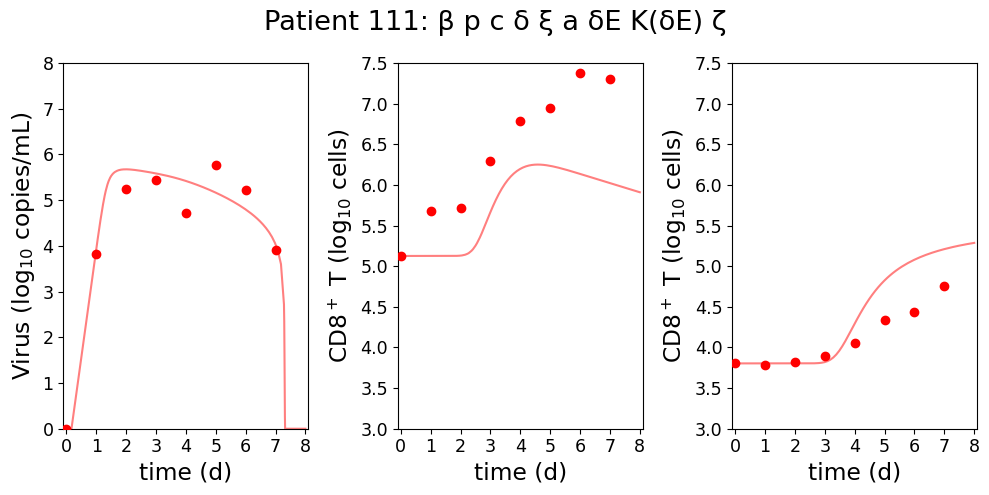 Patient 111: β p c δ ξ a δE K(δE) ζ
Virus (log₁₀ copies/mL)
8
7
6
5
4
3
2
1
0
0 1 2 3 4 5 6 7 8
time (d)
CD8⁺ T (log₁₀ cells)
7.5
7.0
6.5
6.0
5.5
5.0
4.5
4.0
3.5
3.0
0 1 2 3 4 5 6 7 8
time (d)
CD8⁺ T (log₁₀ cells)
7.5
7.0
6.5
6.0
5.5
5.0
4.5
4.0
3.5
3.0
0 1 2 3 4 5 6 7 8
time (d)